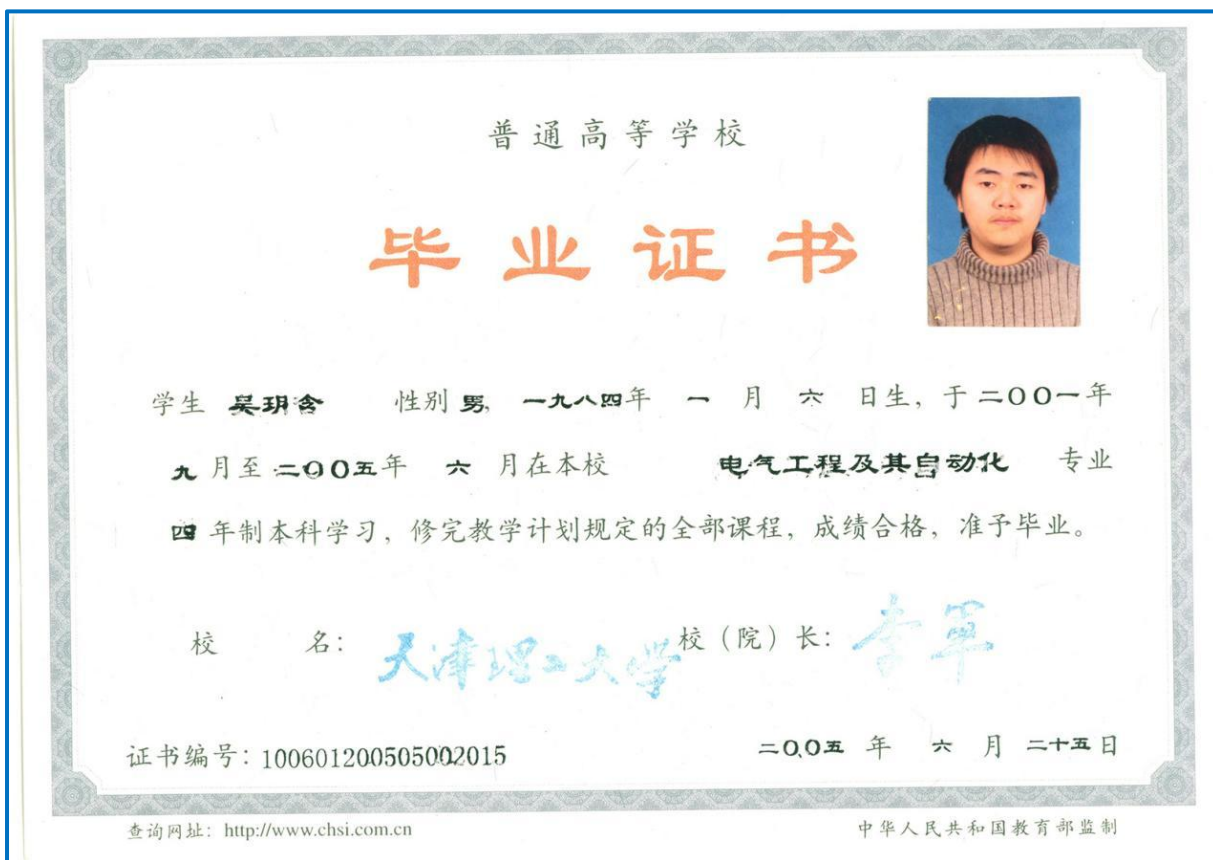 普通高等学校
毕业证书
学生 吴玥含 性别 男, 一九八四年 一 月 六 日生，于二〇〇一年
九月至二〇〇五年 六 月在本校 电气工程及其自动化 专业
四年制本科学习，修完教学计划规定的全部课程，成绩合格，准予毕业。
校 名：天津理工大学 校（院）长：李军
证书编号：100601200505002015 二〇〇五 年 六 月 二十五日
查询网址：http://www.chsi.com.cn 中华人民共和国教育部监制